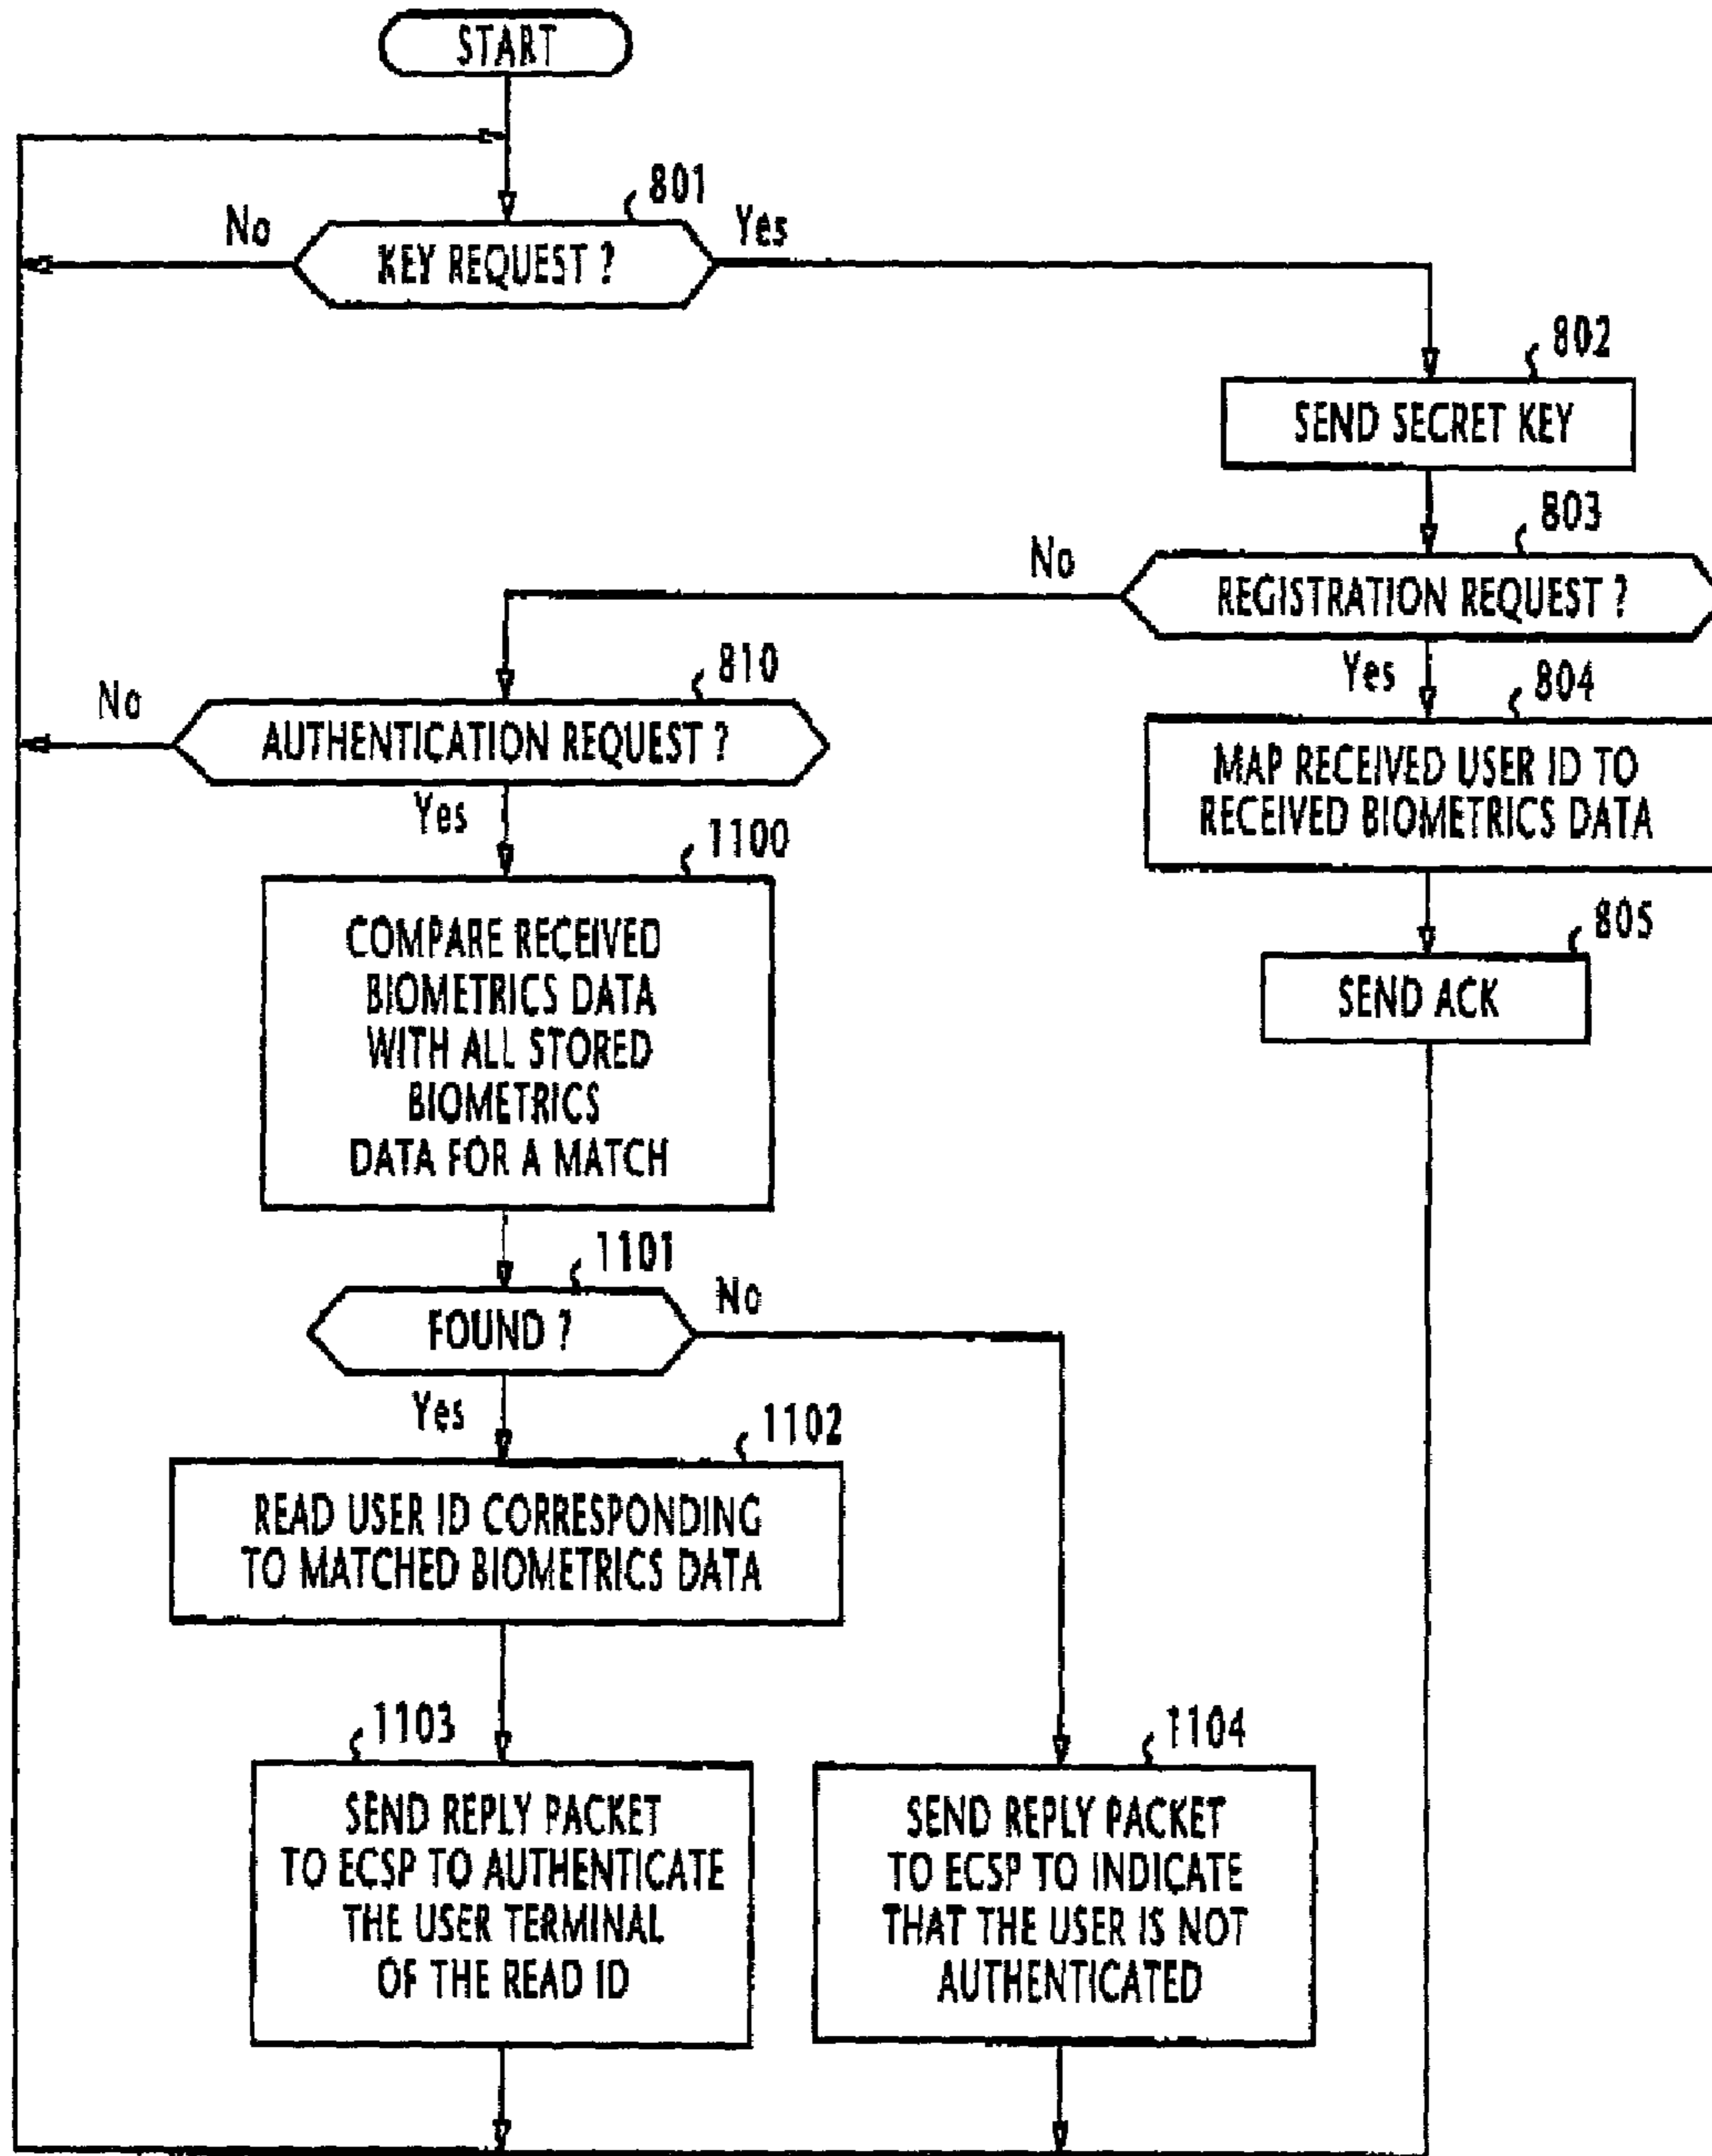 START
801
No
KEY REQUEST ?
Yes
802
SEND SECRET KEY
803
No
REGISTRATION REQUEST ?
Yes
804
MAP RECEIVED USER ID TO
RECEIVED BIOMETRICS DATA
805
SEND ACK
810
No
AUTHENTICATION REQUEST ?
Yes
1100
COMPARE RECEIVED
BIOMETRICS DATA
WITH ALL STORED
BIOMETRICS
DATA FOR A MATCH
1101
FOUND ?
No
Yes
1102
READ USER ID CORRESPONDING
TO MATCHED BIOMETRICS DATA
1103
SEND REPLY PACKET
TO ECSP TO AUTHENTICATE
THE USER TERMINAL
OF THE READ ID
1104
SEND REPLY PACKET
TO ECSP TO INDICATE
THAT THE USER IS NOT
AUTHENTICATED